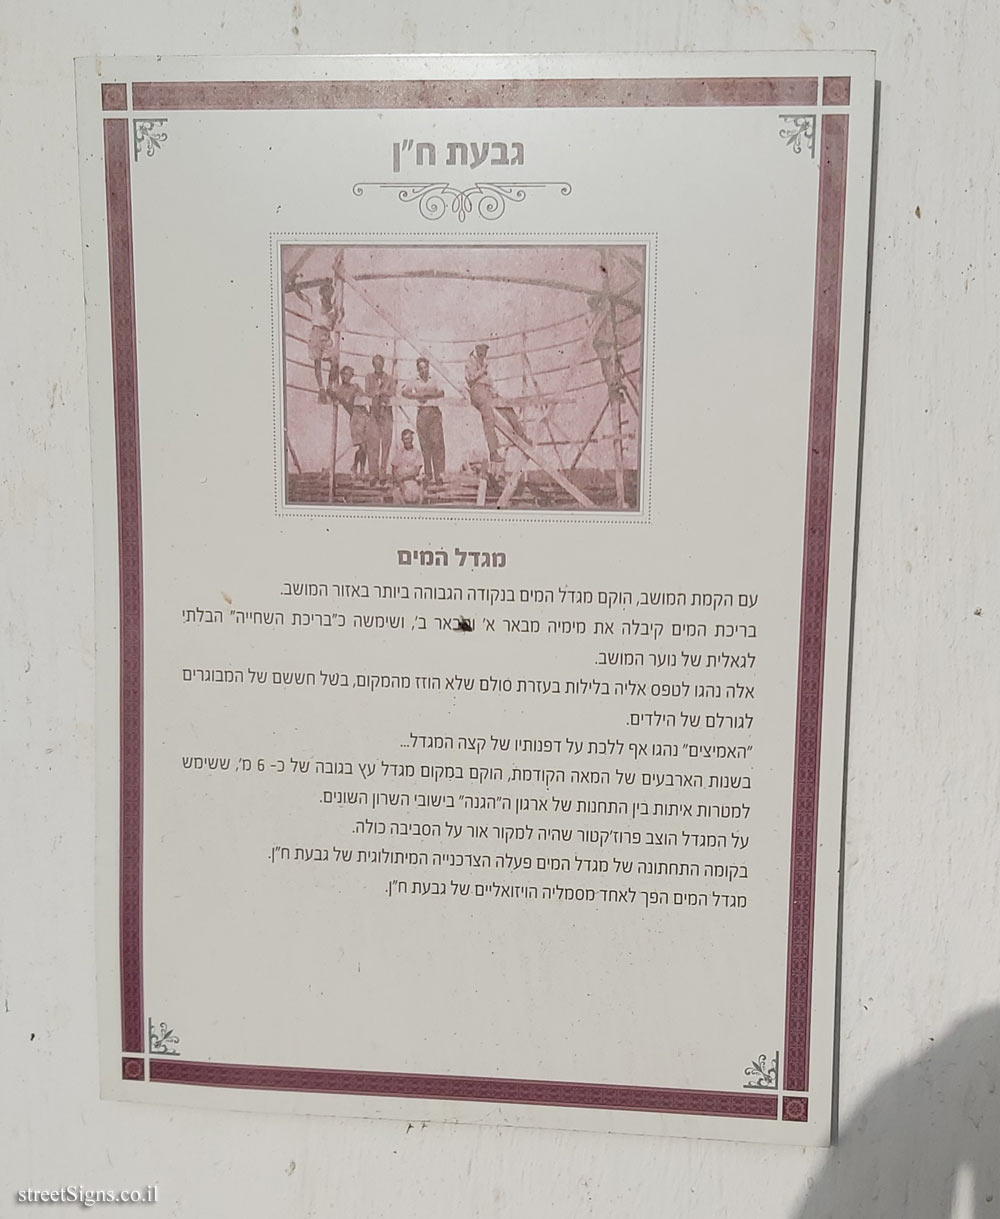 גבעת ח"ן
מגדל המים
עם הקמת המושב, הוקם מגדל המים בנקודה הגבוהה ביותר באזור המושב.
בריכת המים קיבלה את מימיה מבאר א' ומבאר ב', ושימשה כ"בריכת השחייה" הבלתי
לגאלית של נוער המושב.
אלה נהגו לטפס אליה בלילות בעזרת סולם שלא הוזז מהמקום, בשל חששם של המבוגרים
לגורלם של הילדים.
"האמיצים" נהגו אף ללכת על דפנותיו של קצה המגדל...
בשנות הארבעים של המאה הקודמת, הוקם במקום מגדל עץ בגובה של כ- 6 מ', ששימש
למטרות איתות בין התחנות של ארגון ה"הגנה" בישובי השרון השונים.
על המגדל הוצב פרוז'קטור שהיה למקור אור על הסביבה כולה.
בקומה התחתונה של מגדל המים פעלה הצרכנייה המיתולוגית של גבעת ח"ן.
מגדל המים הפך לאחד מסמליה הויזואליים של גבעת ח"ן.
streetSigns.co.il